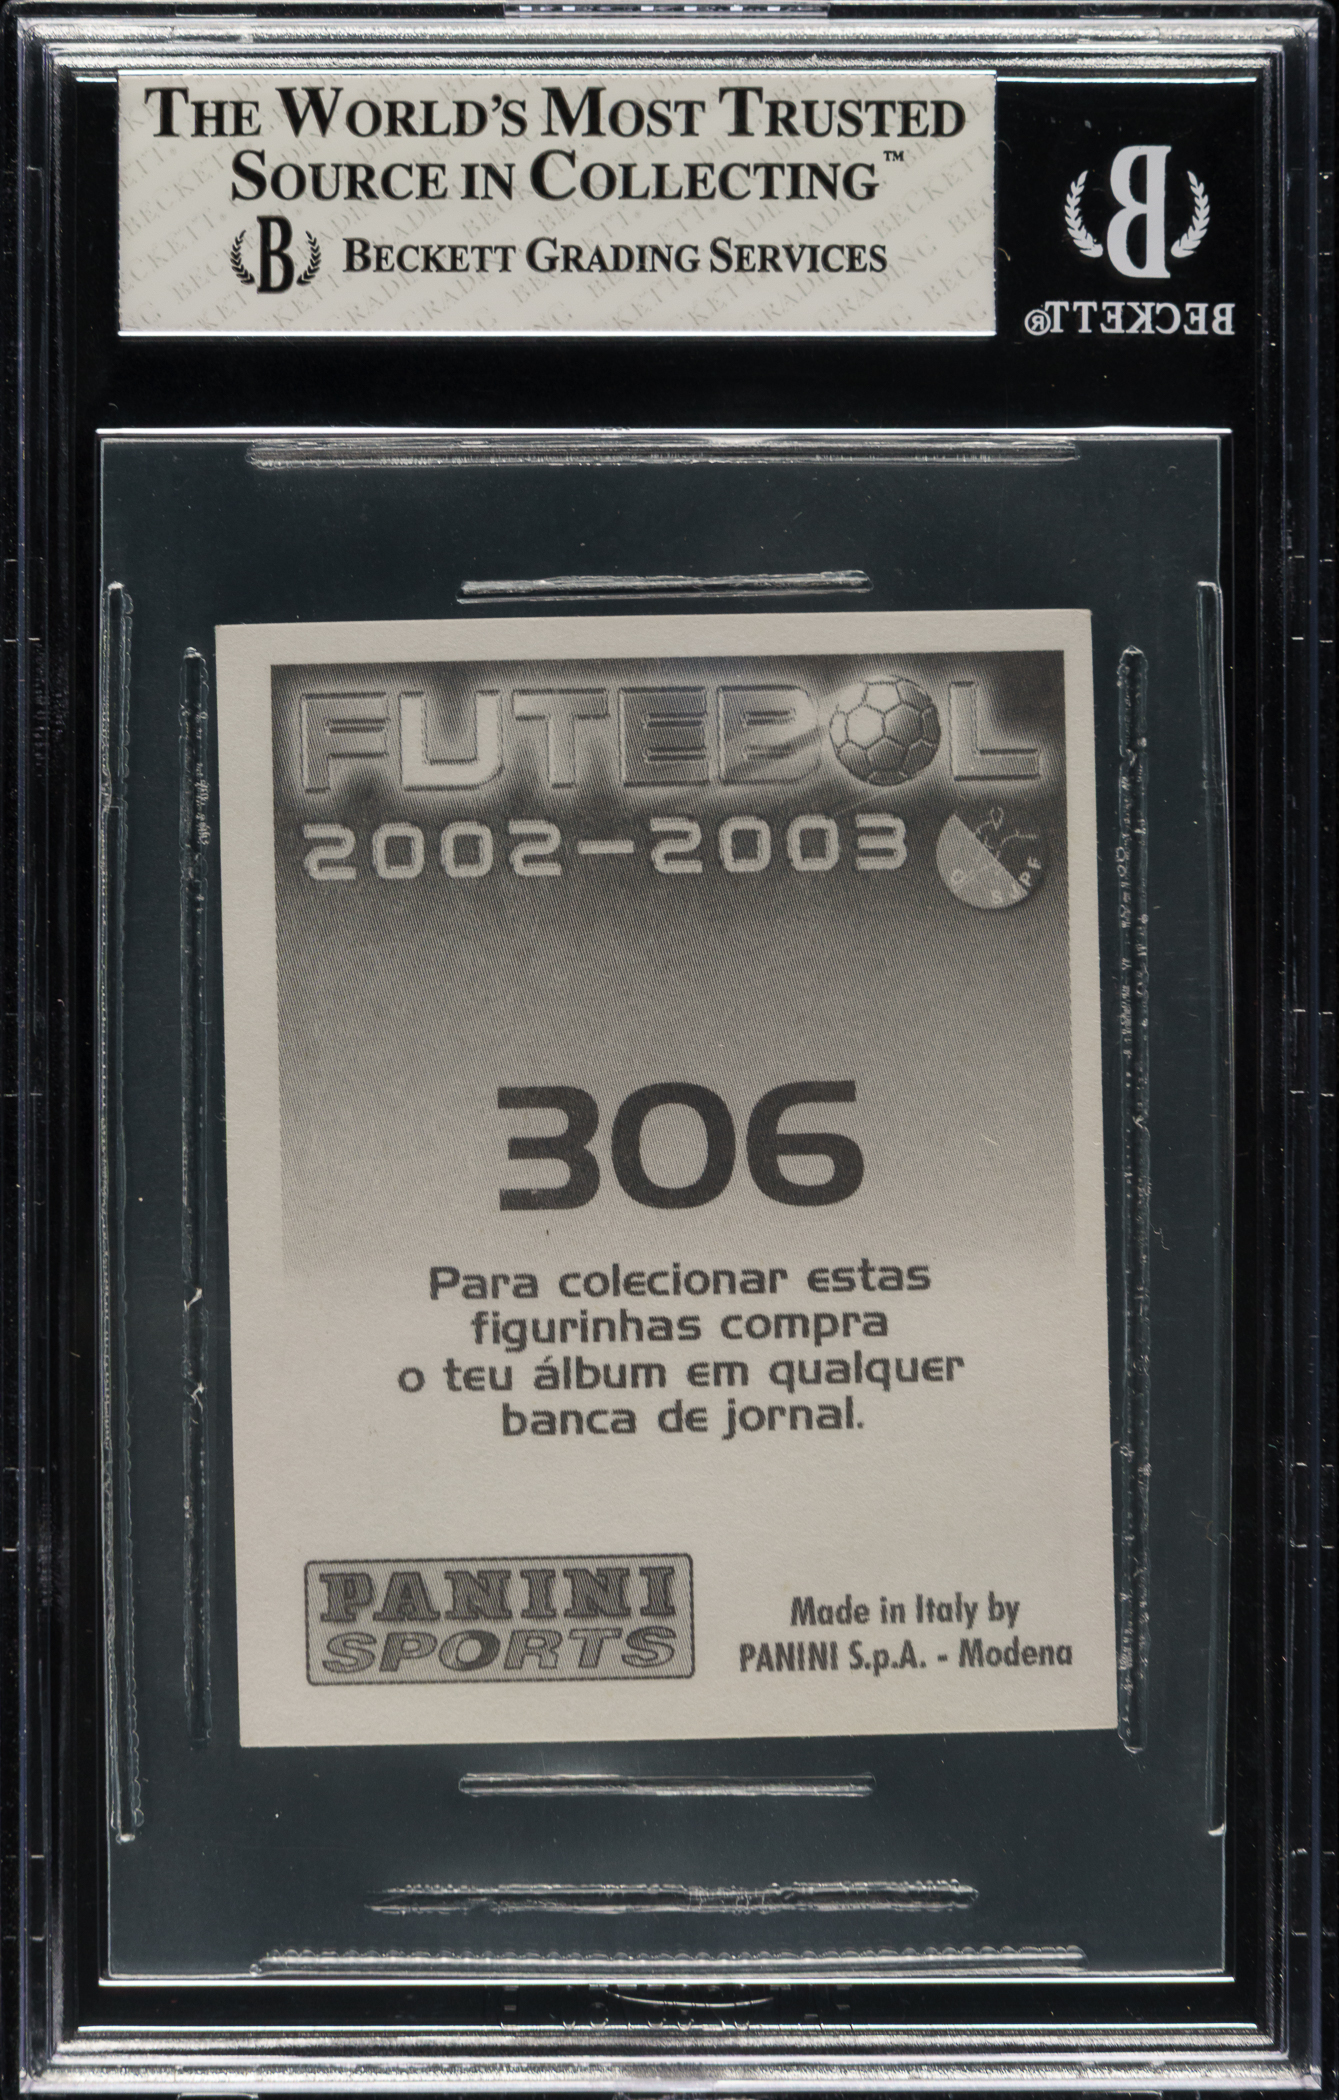 THE WORLD'S MOST TRUSTED
SOURCE IN COLLECTING™
B BECKETT GRADING SERVICES
B
BECKETT®
FUTEBOL
2002-2003
SJPF
306
Para colecionar estas
figurinhas compra
o teu álbum em qualquer
banca de jornal.
PANINI
SPORTS
Made in Italy by
PANINI S.p.A. - Modena